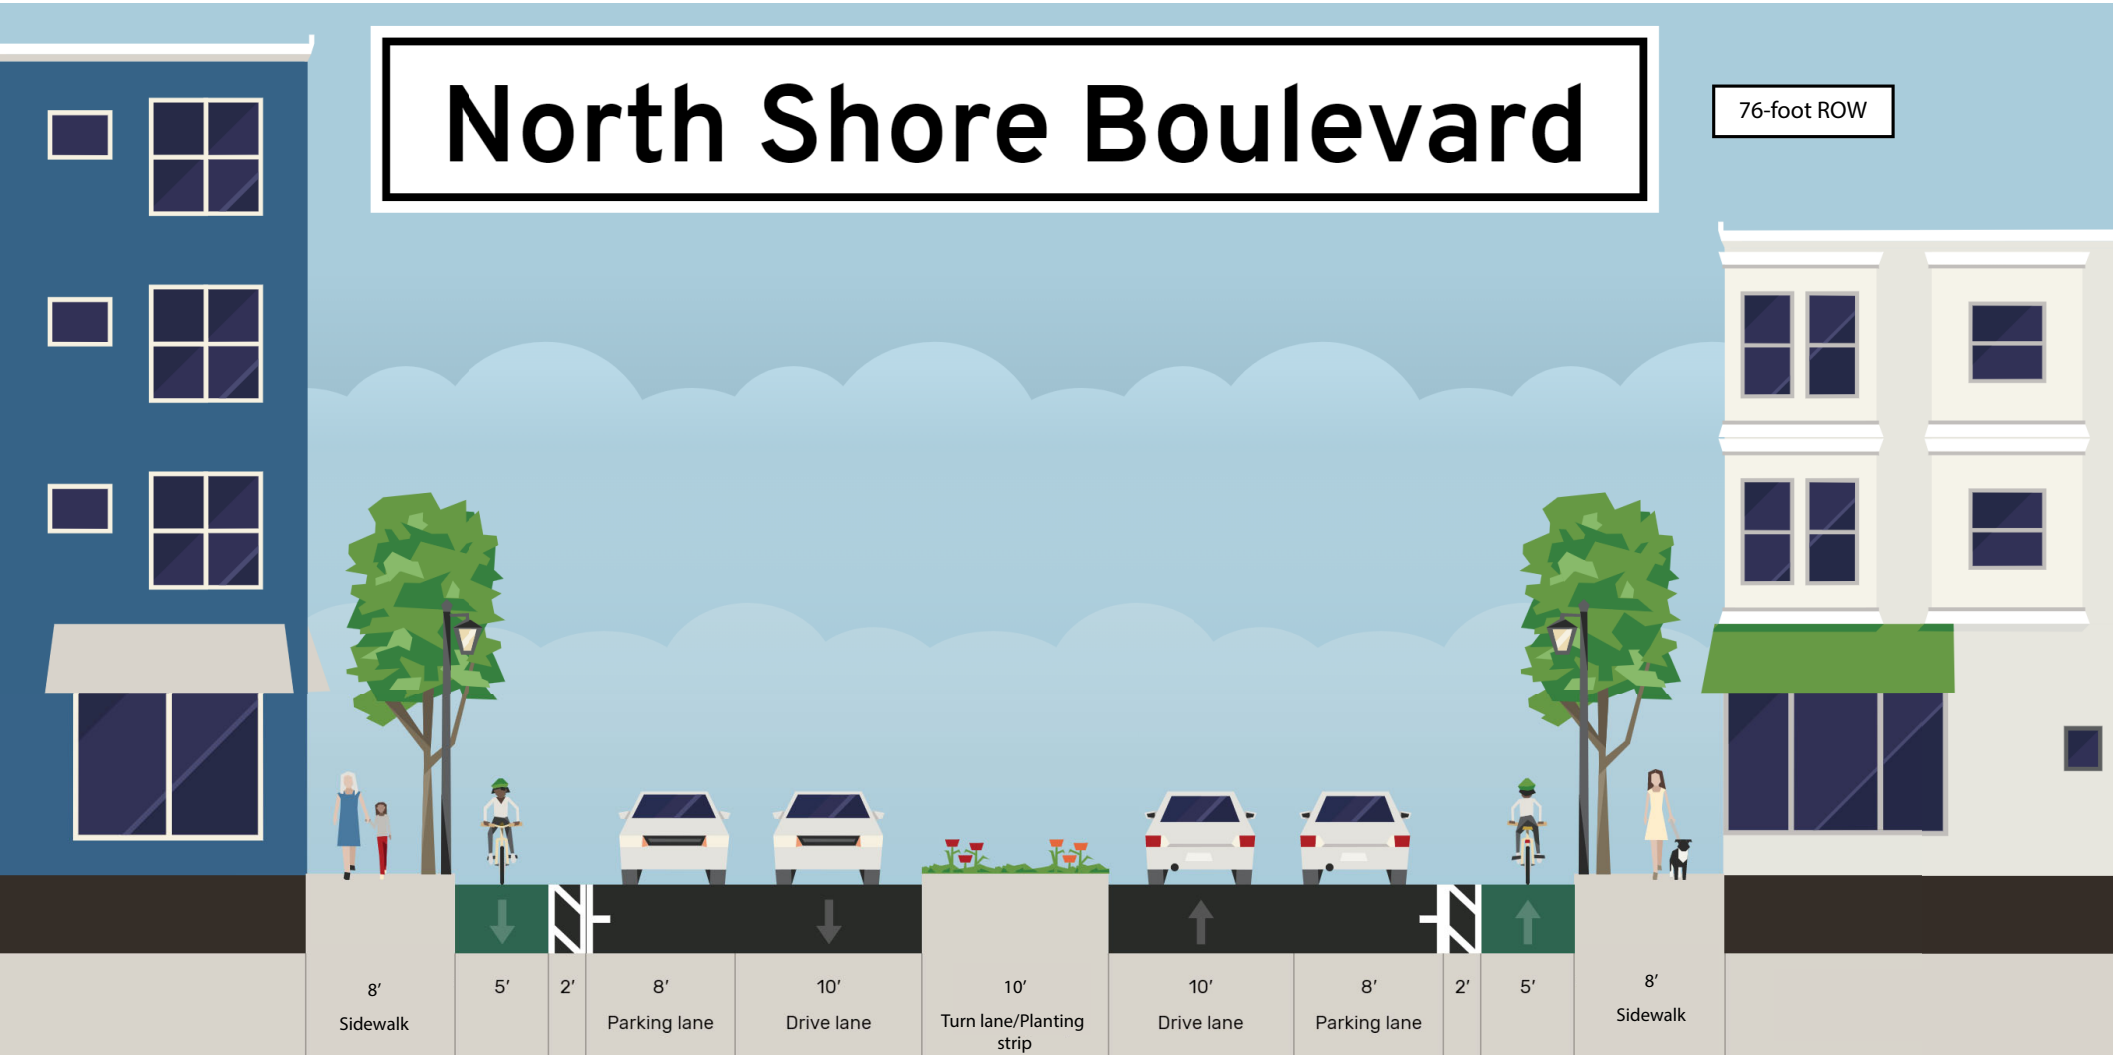 North Shore Boulevard
76-foot ROW
8’
Sidewalk
5’
2’
8’
Parking lane
10’
Drive lane
10’
Turn lane/Planting
strip
10’
Drive lane
8’
Parking lane
2’
5’
8’
Sidewalk